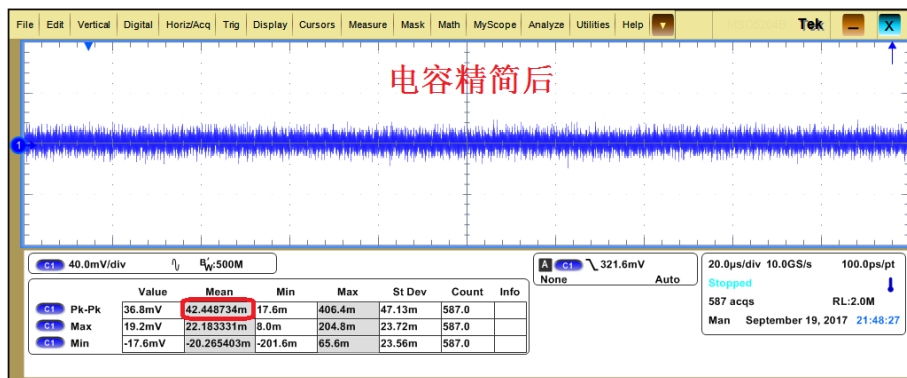 File Edit Vertical Digital Horiz/Acq Trig Display Cursors Measure Mask Math MyScope Analyze Utilities Help Tek X
电容精简后
1
C1 40.0mV/div BW:500M
A C1 321.6mV
None Auto
20.0µs/div 10.0GS/s 100.0ps/pt
Stopped
587 acqs RL:2.0M
Man September 19, 2017 21:48:27
Value Mean Min Max St Dev Count Info
C1 Pk-Pk 36.8mV 42.448734m 17.6m 406.4m 47.13m 587.0
C1 Max 19.2mV 22.183331m 8.0m 204.8m 23.72m 587.0
C1 Min -17.6mV -20.265403m -201.6m 65.6m 23.56m 587.0